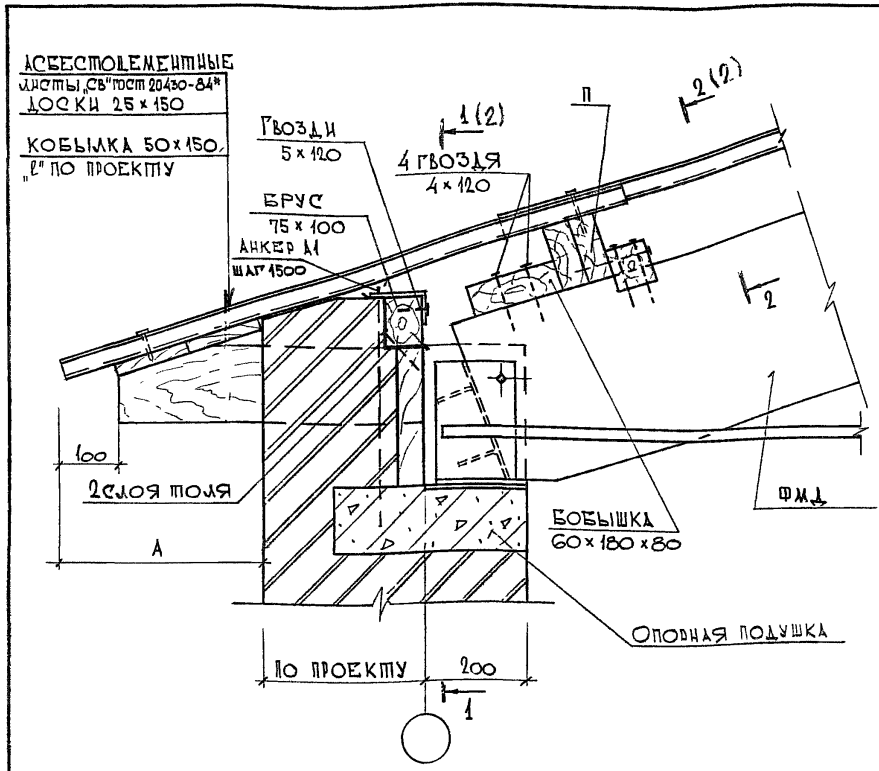 АСБЕСТОЦЕМЕНТНЫЕ
ЛИСТЫ „СВ" ГОСТ 20430-84*
ДОСКИ 25×150
КОБЫЛКА 50×150,
„ℓ" ПО ПРОЕКТУ
ГВОЗДИ
5×120
БРУС
75×100
АНКЕР А1
ШАГ 1500
1(2)
4 ГВОЗДЯ
4×120
П
2(2)
2
100
2 СЛОЯ ТОЛЯ
А
БОБЫШКА
60×180×80
ФМД
ОПОРНАЯ ПОДУШКА
ПО ПРОЕКТУ
200
1